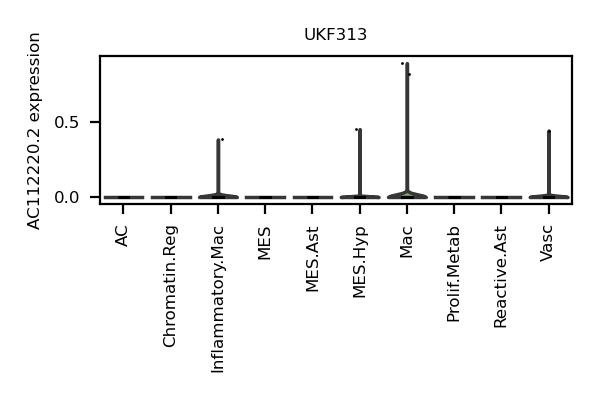 UKF313
AC112220.2 expression
0.5
0.0
AC
Chromatin.Reg
Inflammatory.Mac
MES
MES.Ast
MES.Hyp
Mac
Prolif.Metab
Reactive.Ast
Vasc